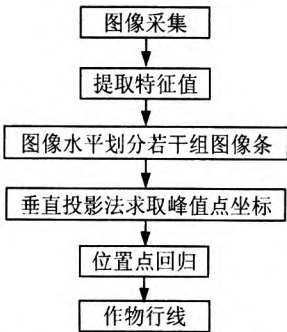 图像采集
提取特征值
图像水平划分若干组图像条
垂直投影法求取峰值点坐标
位置点回归
作物行线